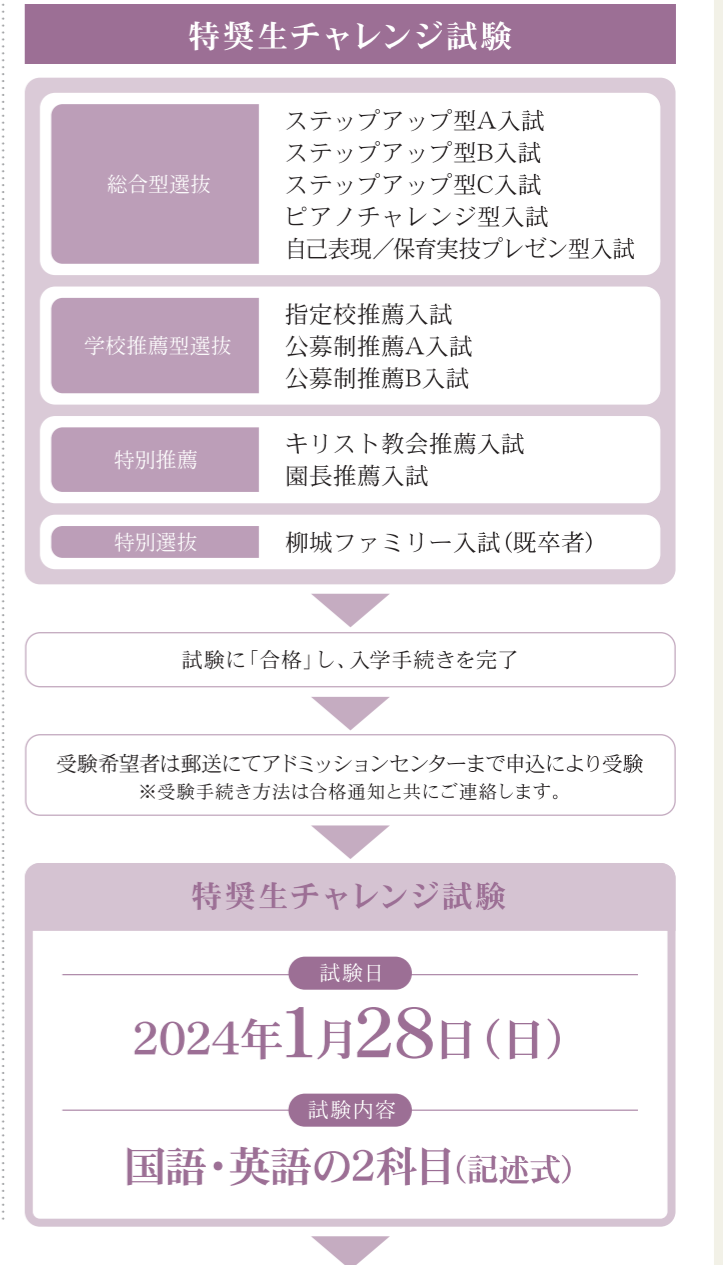 特奨生チャレンジ試験
総合型選抜
ステップアップ型A入試
ステップアップ型B入試
ステップアップ型C入試
ピアノチャレンジ型入試
自己表現／保育実技プレゼン型入試
学校推薦型選抜
指定校推薦入試
公募制推薦A入試
公募制推薦B入試
特別推薦
キリスト教会推薦入試
園長推薦入試
特別選抜
柳城ファミリー入試(既卒者)
試験に「合格」し、入学手続きを完了
受験希望者は郵送にてアドミッションセンターまで申込により受験
※受験手続き方法は合格通知と共にご連絡します。
特奨生チャレンジ試験
試験日
2024年1月28日(日)
試験内容
国語・英語の2科目(記述式)